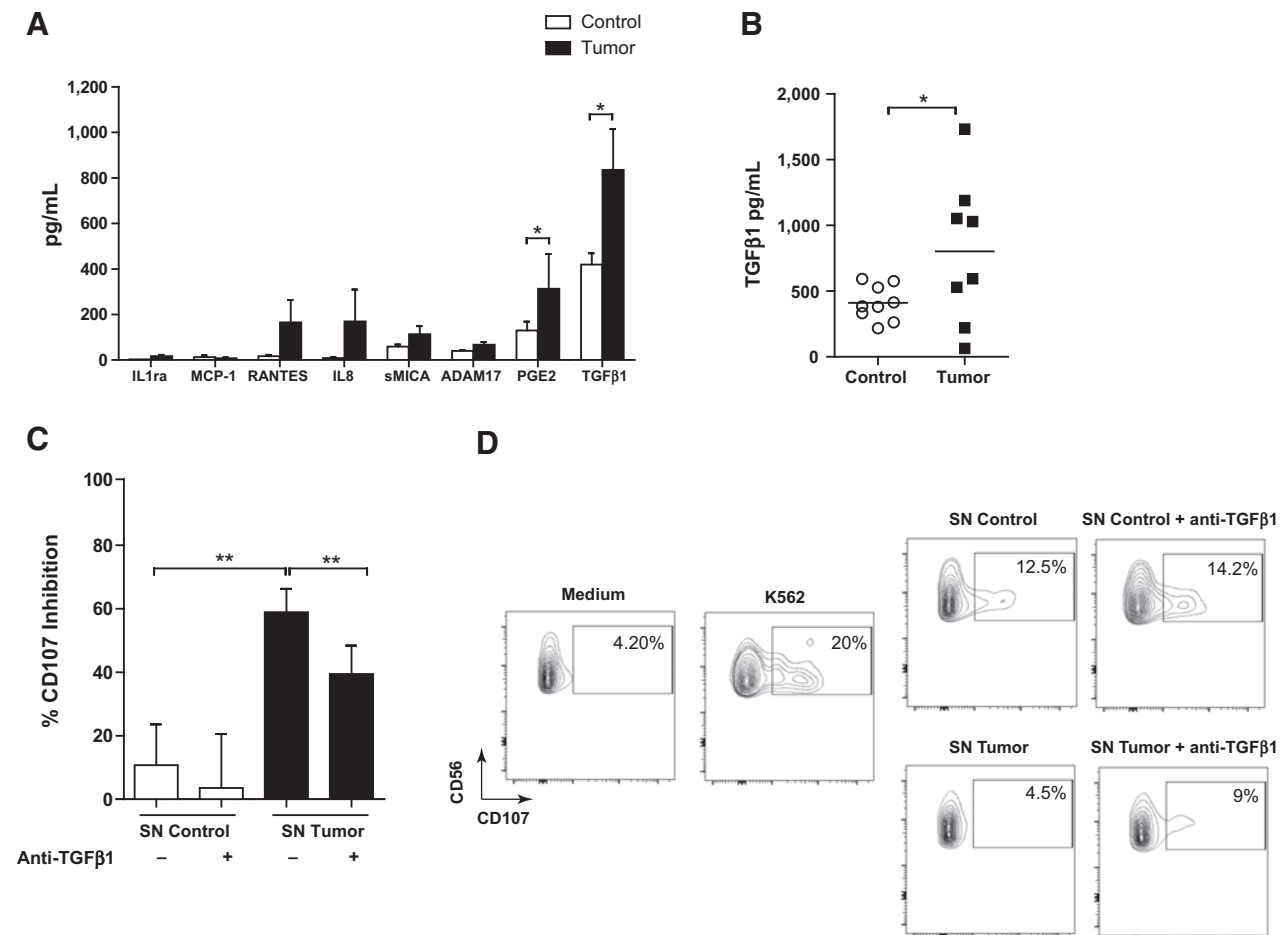 A
Control
Tumor
1,200
1,000
800
600
400
200
0
pg/mL
*
*
IL1ra MCP-1 RANTES IL8 sMICA ADAM17 PGE2 TGFβ1
B
2,000
1,500
1,000
500
0
TGFβ1 pg/mL
*
Control Tumor
C
100
80
60
40
20
0
% CD107 Inhibition
** **
SN Control SN Tumor
Anti-TGFβ1 – + – +
D
Medium
4.20%
K562
20%
SN Control
12.5%
SN Control + anti-TGFβ1
14.2%
SN Tumor
4.5%
SN Tumor + anti-TGFβ1
9%
CD56
CD107